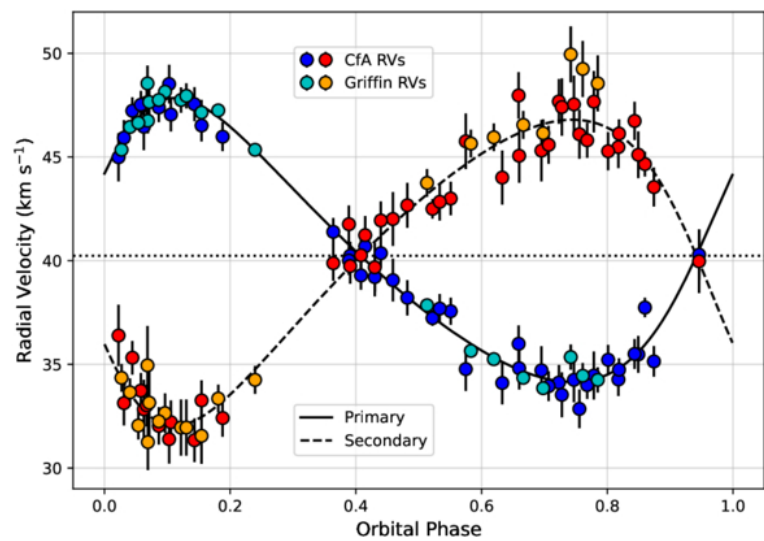 50
45
40
35
30
Radial Velocity (km s⁻¹)
CfA RVs
Griffin RVs
Primary
Secondary
0.0 0.2 0.4 0.6 0.8 1.0
Orbital Phase